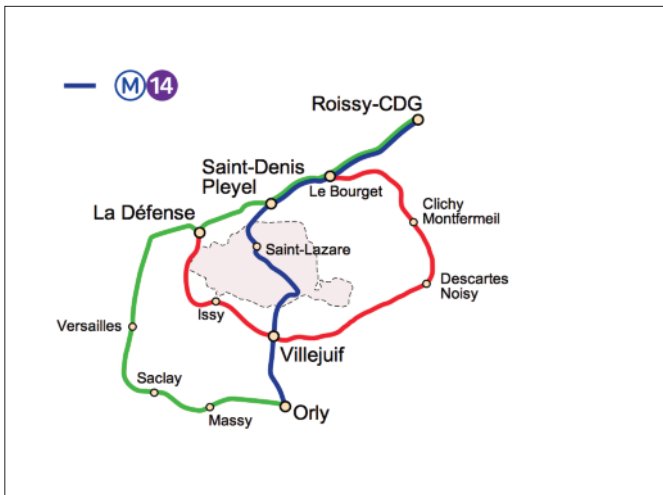 M 14
Roissy-CDG
Saint-Denis
Pleyel
Le Bourget
La Défense
Clichy
Montfermeil
Saint-Lazare
Descartes
Noisy
Issy
Versailles
Villejuif
Saclay
Massy
Orly